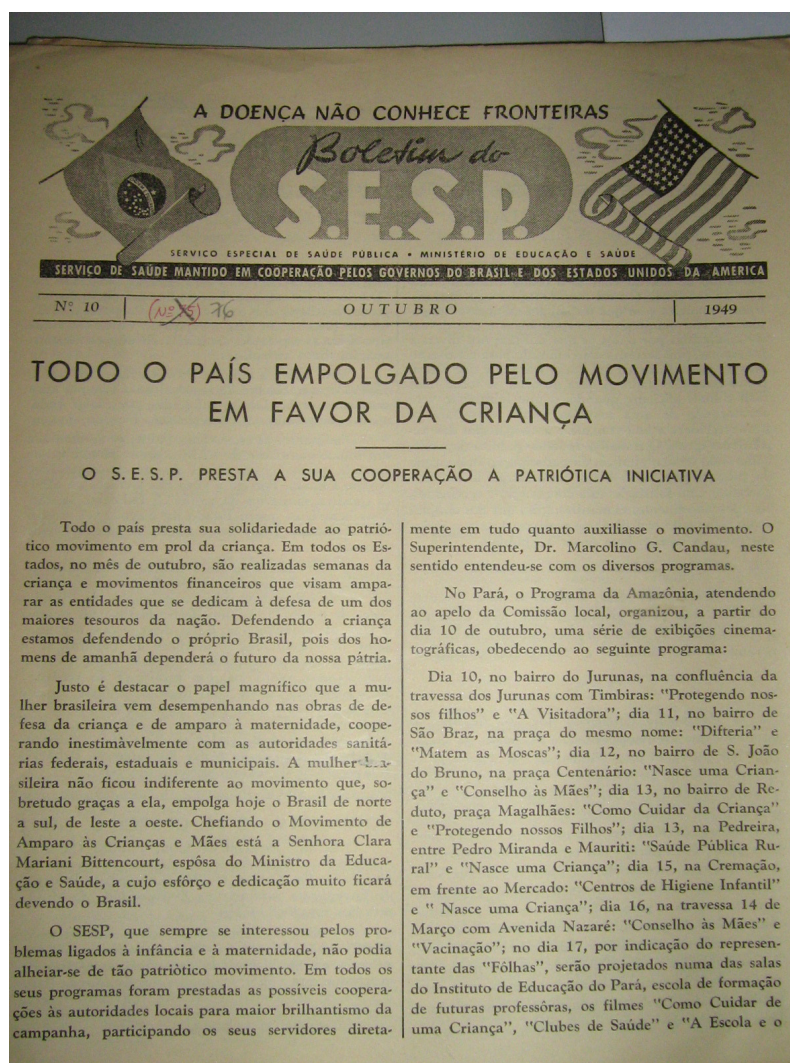 A DOENÇA NÃO CONHECE FRONTEIRAS
Boletim do
S.E.S.P.
SERVICO ESPECIAL DE SAÚDE PÚBLICA • MINISTÉRIO DE EDUCACÃO E SAÚDE
SERVIÇO DE SAÚDE MANTIDO EM COOPERAÇÃO PELOS GOVERNOS DO BRASIL E DOS ESTADOS UNIDOS DA AMERICA
Nº 10
(Nº 75) 76
OUTUBRO
1949
TODO O PAÍS EMPOLGADO PELO MOVIMENTO
EM FAVOR DA CRIANÇA
O S. E. S. P. PRESTA A SUA COOPERAÇÃO A PATRIÓTICA INICIATIVA
Todo o país presta sua solidariedade ao patrió-
tico movimento em prol da criança. Em todos os Es-
tados, no mês de outubro, são realizadas semanas da
criança e movimentos financeiros que visam ampa-
rar as entidades que se dedicam à defesa de um dos
maiores tesouros da nação. Defendendo a criança
estamos defendendo o próprio Brasil, pois dos ho-
mens de amanhã dependerá o futuro da nossa pátria.
Justo é destacar o papel magnífico que a mu-
lher brasileira vem desempenhando nas obras de de-
fesa da criança e de amparo à maternidade, coope-
rando inestimàvelmente com as autoridades sanitá-
rias federais, estaduais e municipais. A mulher bra-
sileira não ficou indiferente ao movimento que, so-
bretudo graças a ela, empolga hoje o Brasil de norte
a sul, de leste a oeste. Chefiando o Movimento de
Amparo às Crianças e Mães está a Senhora Clara
Mariani Bittencourt, espôsa do Ministro da Educa-
ção e Saúde, a cujo esfôrço e dedicação muito ficará
devendo o Brasil.
O SESP, que sempre se interessou pelos pro-
blemas ligados à infância e à maternidade, não podia
alheiar-se de tão patriòtico movimento. Em todos os
seus programas foram prestadas as possíveis coopera-
ções às autoridades locais para maior brilhantismo da
campanha, participando os seus servidores direta-
mente em tudo quanto auxiliasse o movimento. O
Superintendente, Dr. Marcolino G. Candau, neste
sentido entendeu-se com os diversos programas.
No Pará, o Programa da Amazônia, atendendo
ao apelo da Comissão local, organizou, a partir do
dia 10 de outubro, uma série de exibições cinema-
tográficas, obedecendo ao seguinte programa:
Dia 10, no bairro do Jurunas, na confluência da
travessa dos Jurunas com Timbiras: "Protegendo nos-
sos filhos" e "A Visitadora"; dia 11, no bairro de
São Braz, na praça do mesmo nome: "Difteria" e
"Matem as Moscas"; dia 12, no bairro de S. João
do Bruno, na praça Centenário: "Nasce uma Crian-
ça" e "Conselho às Mães"; dia 13, no bairro de Re-
duto, praça Magalhães: "Como Cuidar da Criança"
e "Protegendo nossos Filhos"; dia 13, na Pedreira,
entre Pedro Miranda e Mauriti: "Saúde Pública Ru-
ral" e "Nasce uma Criança"; dia 15, na Cremação,
em frente ao Mercado: "Centros de Higiene Infantil"
e " Nasce uma Criança"; dia 16, na travessa 14 de
Março com Avenida Nazaré: "Conselho às Mães" e
"Vacinação"; no dia 17, por indicação do represen-
tante das "Fôlhas", serão projetados numa das salas
do Instituto de Educação do Pará, escola de formação
de futuras professôras, os filmes "Como Cuidar de
uma Criança", "Clubes de Saúde" e "A Escola e o